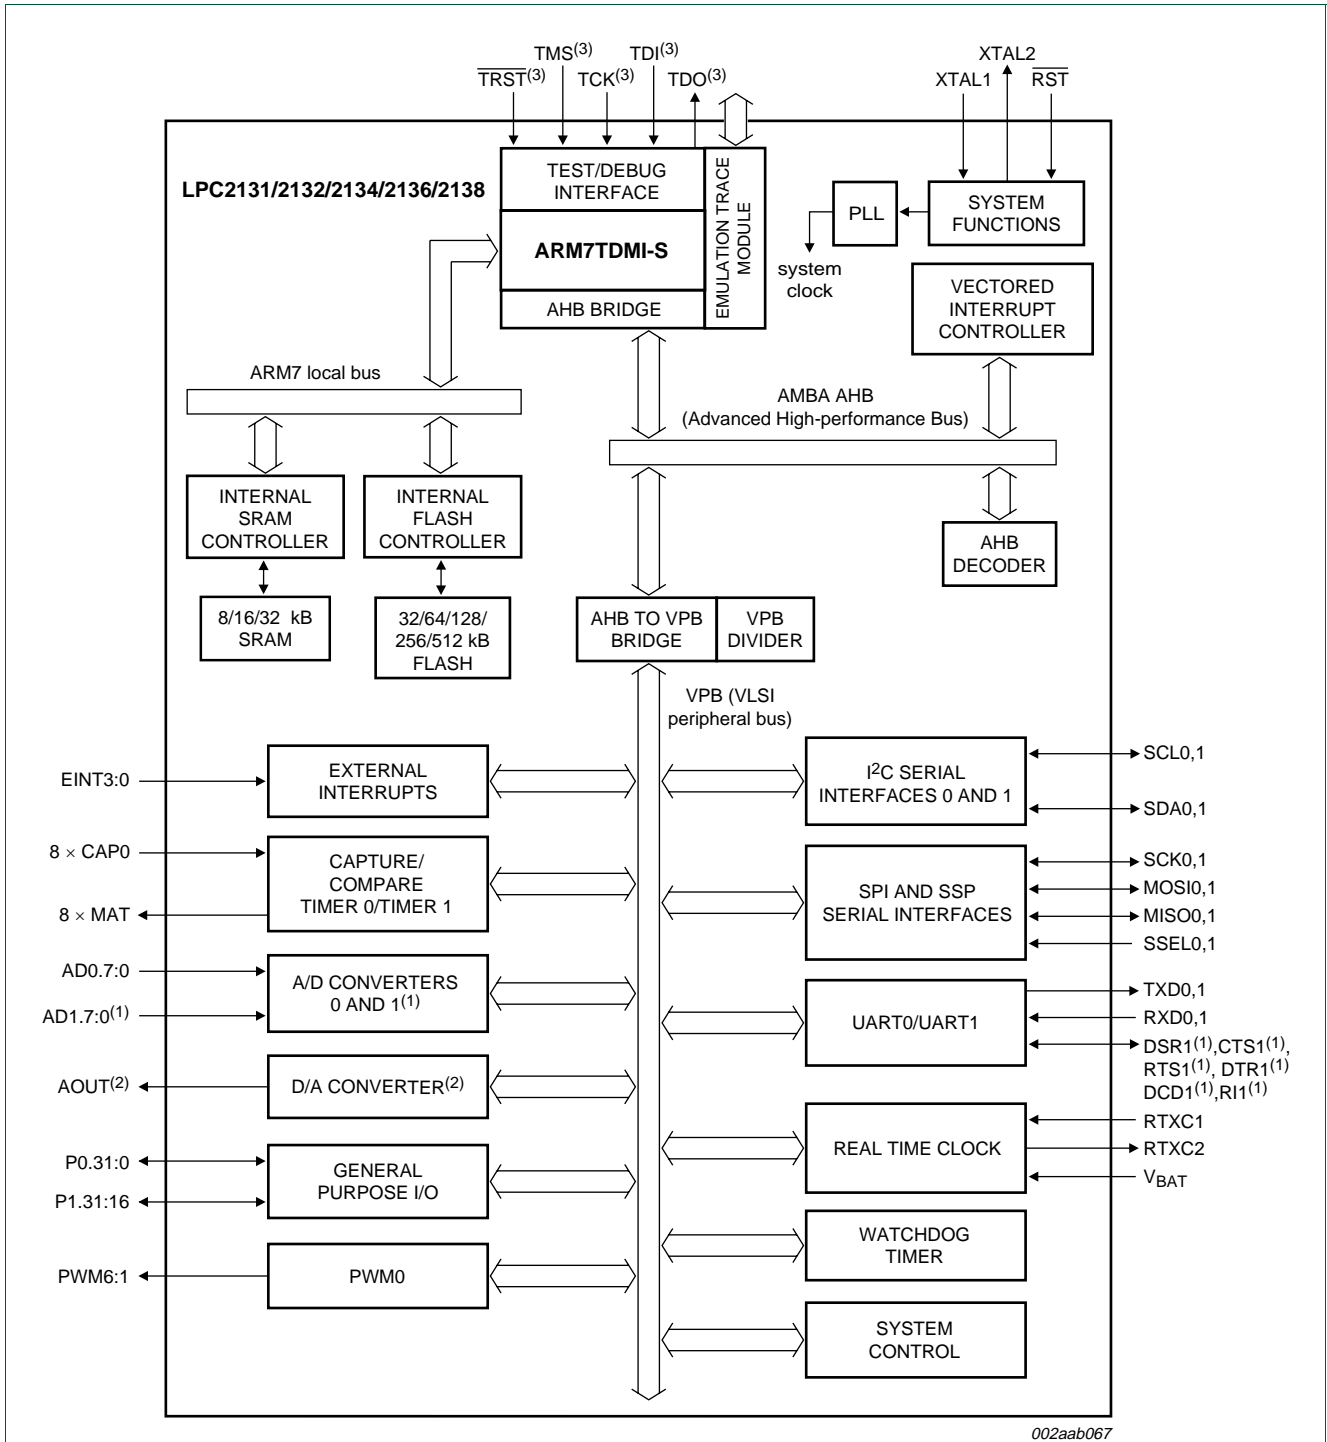 TMS(3) TDI(3) XTAL2
TRST(3) TCK(3) TDO(3) XTAL1 RST
LPC2131/2132/2134/2136/2138
TEST/DEBUG
INTERFACE
ARM7TDMI-S
AHB BRIDGE
EMULATION TRACE
MODULE
PLL
SYSTEM
FUNCTIONS
system
clock
VECTORED
INTERRUPT
CONTROLLER
ARM7 local bus
AMBA AHB
(Advanced High-performance Bus)
INTERNAL
SRAM
CONTROLLER
INTERNAL
FLASH
CONTROLLER
AHB
DECODER
8/16/32 kB
SRAM
32/64/128/
256/512 kB
FLASH
AHB TO VPB
BRIDGE
VPB
DIVIDER
VPB (VLSI
peripheral bus)
EINT3:0
EXTERNAL
INTERRUPTS
I2C SERIAL
INTERFACES 0 AND 1
SCL0,1
SDA0,1
8 × CAP0
8 × MAT
CAPTURE/
COMPARE
TIMER 0/TIMER 1
SPI AND SSP
SERIAL INTERFACES
SCK0,1
MOSI0,1
MISO0,1
SSEL0,1
AD0.7:0
AD1.7:0(1)
A/D CONVERTERS
0 AND 1(1)
UART0/UART1
TXD0,1
RXD0,1
DSR1(1),CTS1(1),
RTS1(1), DTR1(1)
DCD1(1),RI1(1)
AOUT(2)
D/A CONVERTER(2)
REAL TIME CLOCK
RTXC1
RTXC2
VBAT
P0.31:0
P1.31:16
GENERAL
PURPOSE I/O
WATCHDOG
TIMER
PWM6:1
PWM0
SYSTEM
CONTROL
002aab067